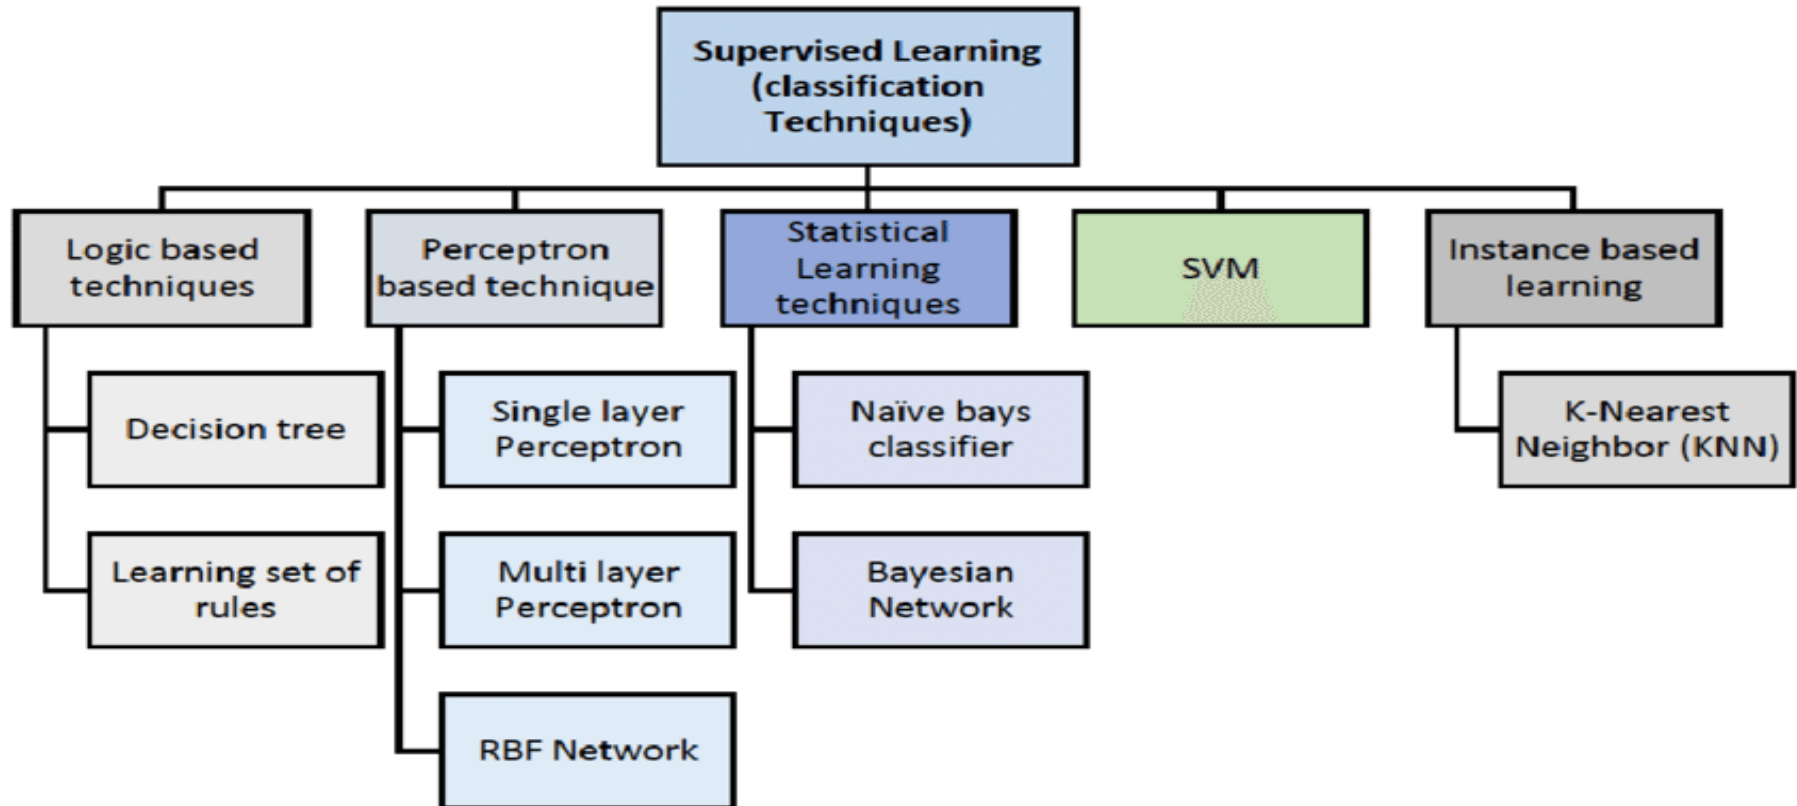 Supervised Learning
(classification
Techniques)
Logic based
techniques
Perceptron
based technique
Statistical
Learning
techniques
SVM
Instance based
learning
Decision tree
Learning set of
rules
Single layer
Perceptron
Multi layer
Perceptron
RBF Network
Naïve bays
classifier
Bayesian
Network
K-Nearest
Neighbor (KNN)